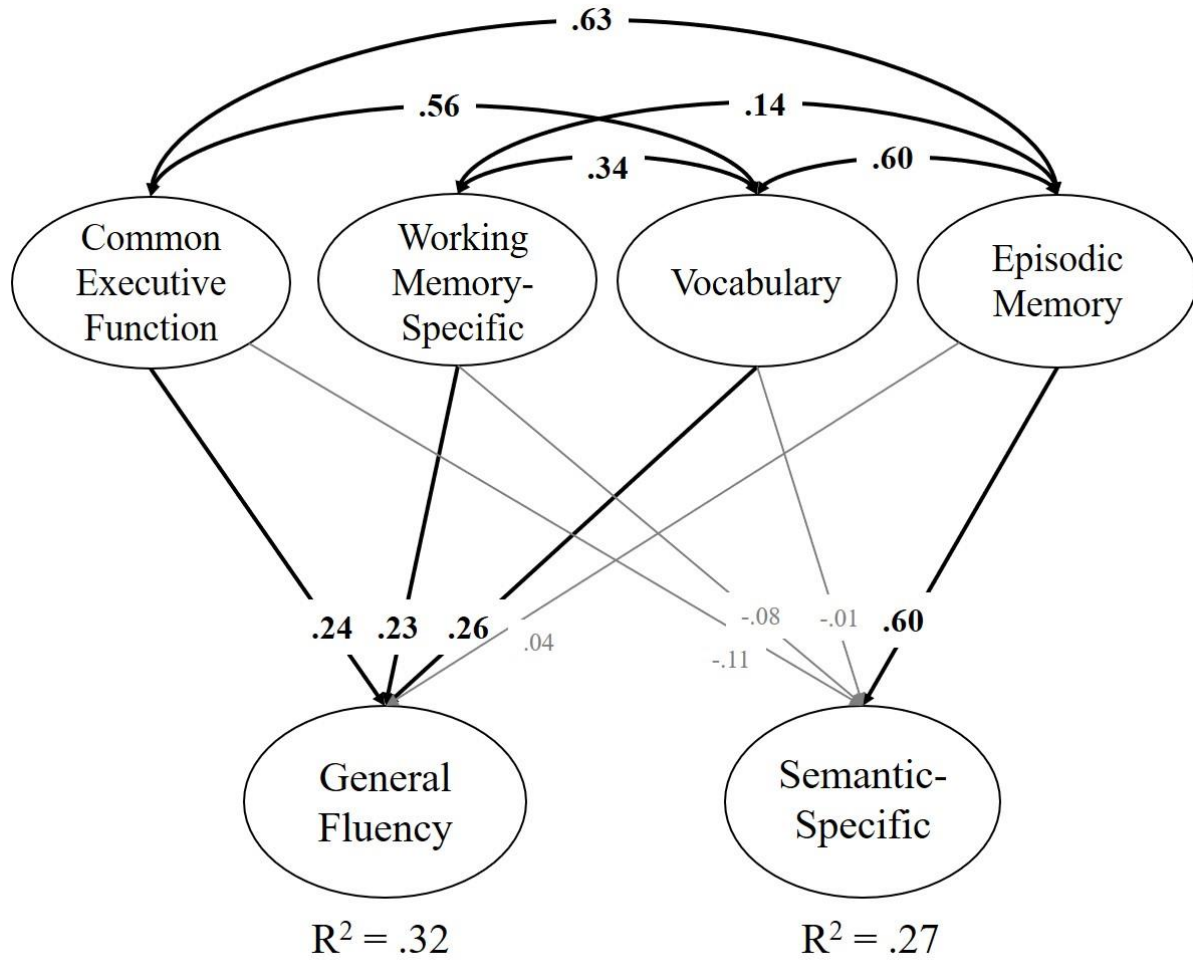 .63
.56
.14
.34
.60
Common
Executive
Function
Working
Memory-
Specific
Vocabulary
Episodic
Memory
.24
.23
.26
.04
-.11
-.08
-.01
.60
General
Fluency
Semantic-
Specific
R² = .32
R² = .27